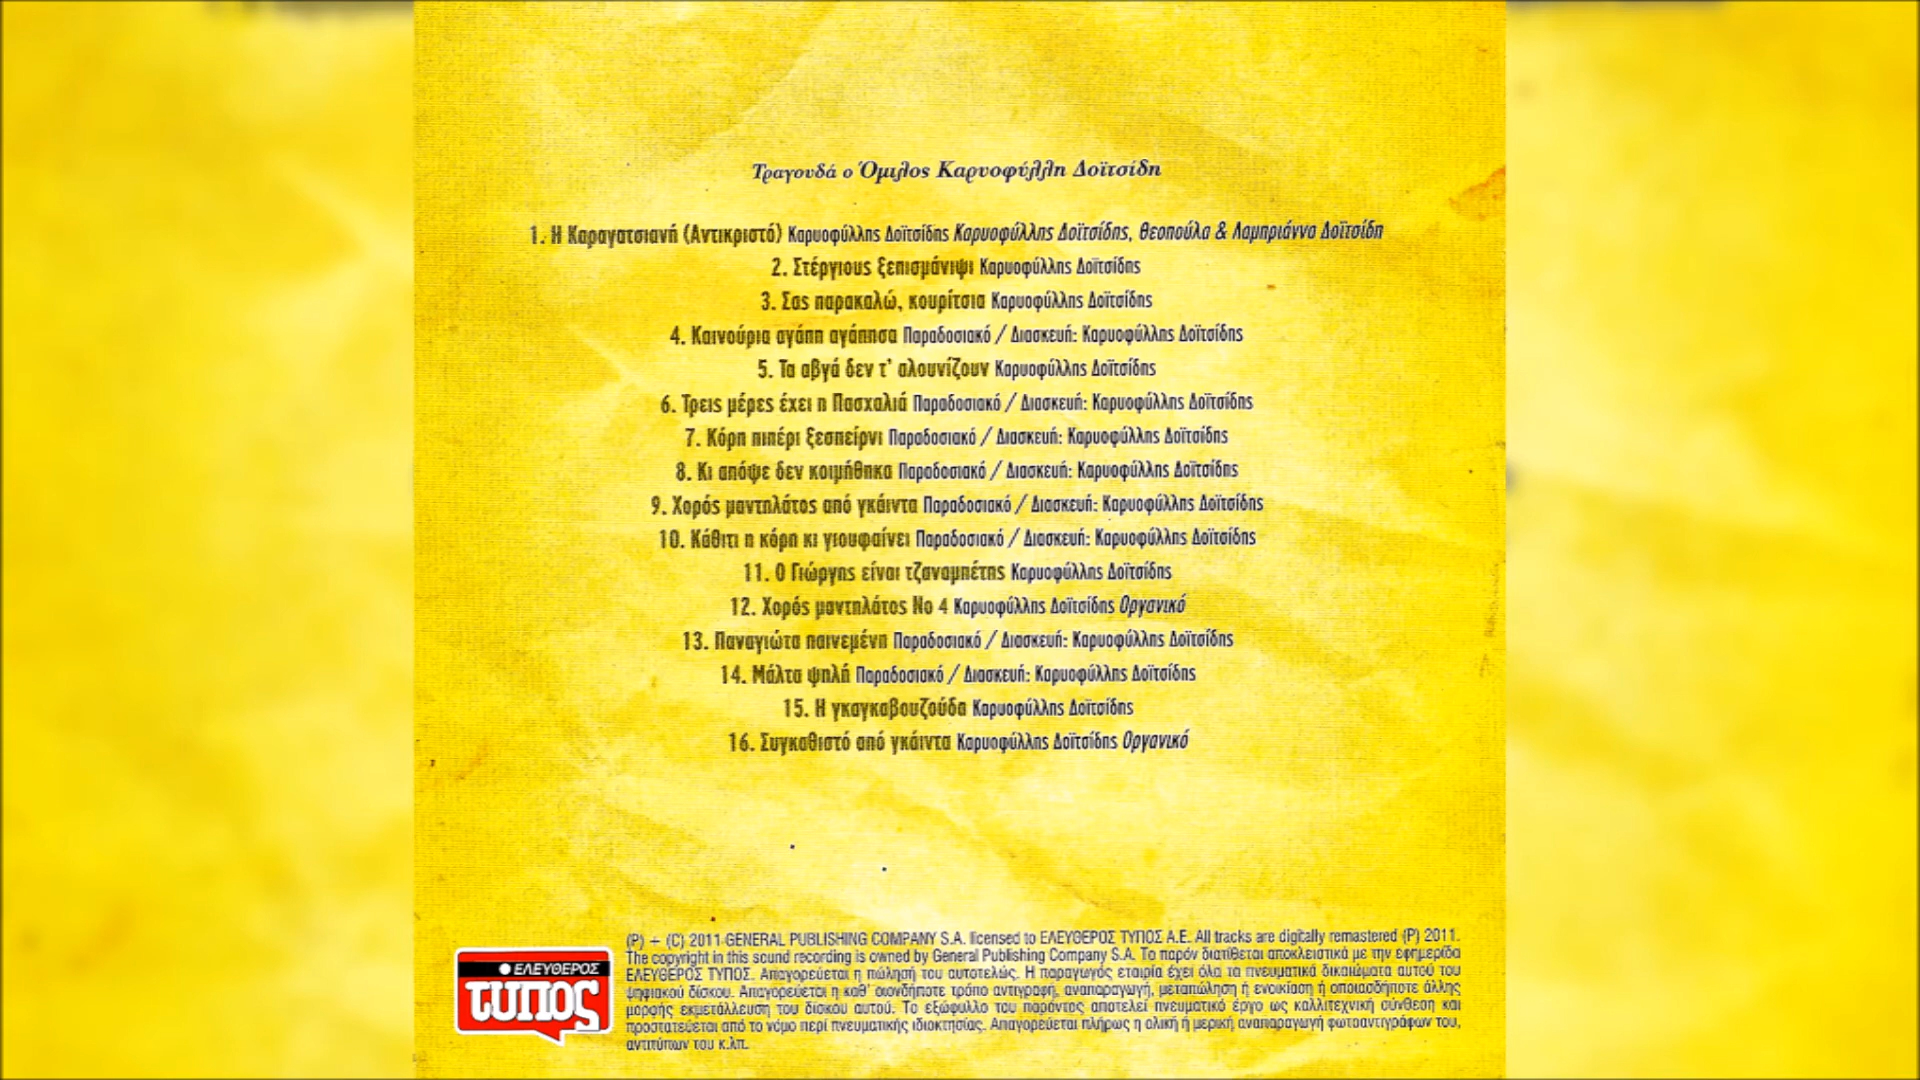 Τραγουδά ο Όμιλος Καρυοφύλλη Δοϊτσίδη
1. Η Καραγατσιανή (Αντικριστό) Καρυοφύλλης Δοϊτσίδης Καρυοφύλλης Δοϊτσίδης, Θεοπούλα & Λαμπριάννα Δοϊτσίδη
2. Στέργιους ξεπισμάνιψι Καρυοφύλλης Δοϊτσίδης
3. Σας παρακαλώ, κουρίτσια Καρυοφύλλης Δοϊτσίδης
4. Καινούρια αγάπη αγάπησα Παραδοσιακό / Διασκευή: Καρυοφύλλης Δοϊτσίδης
5. Τα αβγά δεν τ' αλουνίζουν Καρυοφύλλης Δοϊτσίδης
6. Τρεις μέρες έχει η Πασχαλιά Παραδοσιακό / Διασκευή: Καρυοφύλλης Δοϊτσίδης
7. Κόρη πιπέρι ξεσπείρνι Παραδοσιακό / Διασκευή: Καρυοφύλλης Δοϊτσίδης
8. Κι απόψε δεν κοιμήθηκα Παραδοσιακό / Διασκευή: Καρυοφύλλης Δοϊτσίδης
9. Χορός μαντηλάτος από γκάιντα Παραδοσιακό / Διασκευή: Καρυοφύλλης Δοϊτσίδης
10. Κάθιτι η κόρη κι γιουφαίνει Παραδοσιακό / Διασκευή: Καρυοφύλλης Δοϊτσίδης
11. Ο Γιώργης είναι τζαναμπέτης Καρυοφύλλης Δοϊτσίδης
12. Χορός μαντηλάτος Νο 4 Καρυοφύλλης Δοϊτσίδης Οργανικό
13. Παναγιώτα παινεμένη Παραδοσιακό / Διασκευή: Καρυοφύλλης Δοϊτσίδης
14. Μάλτα ψηλή Παραδοσιακό / Διασκευή: Καρυοφύλλης Δοϊτσίδης
15. Η γκαγκαβουζούδα Καρυοφύλλης Δοϊτσίδης
16. Συγκαθιστό από γκάιντα Καρυοφύλλης Δοϊτσίδης Οργανικό
ΕΛΕΥΘΕΡΟΣ
τυπος
(P) + (C) 2011 GENERAL PUBLISHING COMPANY S.A. licensed to ΕΛΕΥΘΕΡΟΣ ΤΥΠΟΣ Α.Ε. All tracks are digitally remastered (P) 2011.
The copyright in this sound recording is owned by General Publishing Company S.A. Το παρόν διατίθεται αποκλειστικά με την εφημερίδα
ΕΛΕΥΘΕΡΟΣ ΤΥΠΟΣ. Απαγορεύεται η πώλησή του αυτοτελώς. Η παραγωγός εταιρία έχει όλα τα πνευματικά δικαιώματα αυτού του
ψηφιακού δίσκου. Απαγορεύεται η καθ' οιονδήποτε τρόπο αντιγραφή, αναπαραγωγή, μεταπώληση ή ενοικίαση ή οποιασδήποτε άλλης
μορφής εκμετάλλευση του δίσκου αυτού. Το εξώφυλλο του παρόντος αποτελεί πνευματικό έργο ως καλλιτεχνική σύνθεση και
προστατεύεται από το νόμο περί πνευματικής ιδιοκτησίας. Απαγορεύεται πλήρως η ολική ή μερική αναπαραγωγή φωτοαντιγράφων του,
αντιτύπων του κ.λπ.